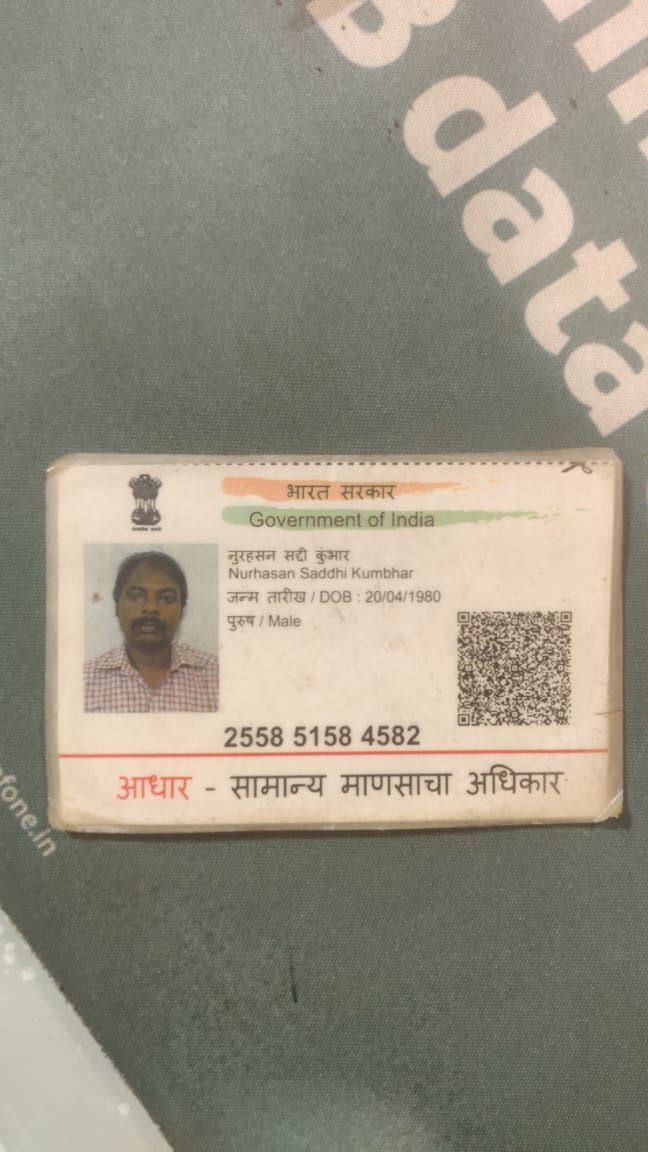 B data
भारत सरकार
Government of India
नुरहसन सद्दी कुंभार
Nurhasan Saddhi Kumbhar
जन्म तारीख / DOB : 20/04/1980
पुरुष / Male
2558 5158 4582
आधार - सामान्य माणसाचा अधिकार
fone.in